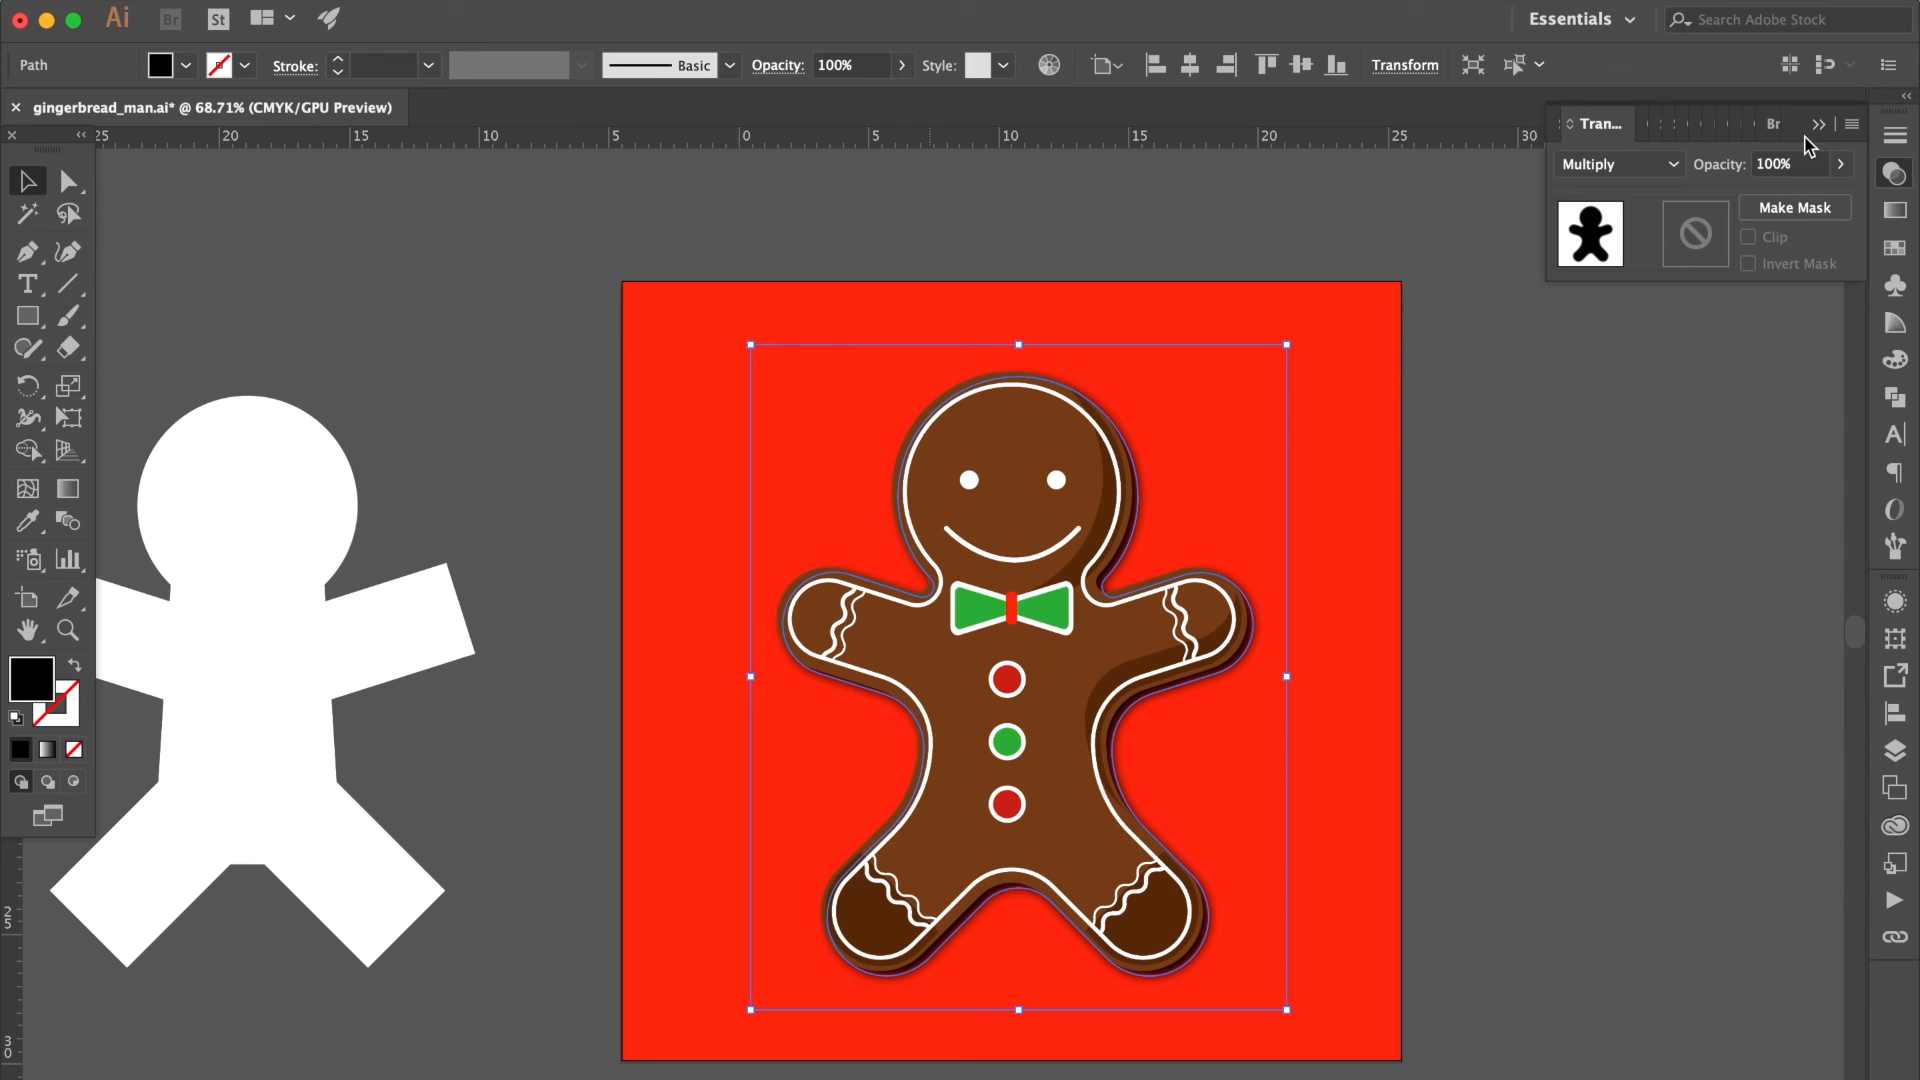 Ai Br St Essentials Search Adobe Stock
Path Stroke: Basic Opacity: 100% Style: Transform
× gingerbread_man.ai* @ 68.71% (CMYK/GPU Preview)
25 20 15 10 5 0 5 10 15 20 25 30
Tran... Br
Multiply Opacity: 100%
Make Mask
Clip
Invert Mask
25
30